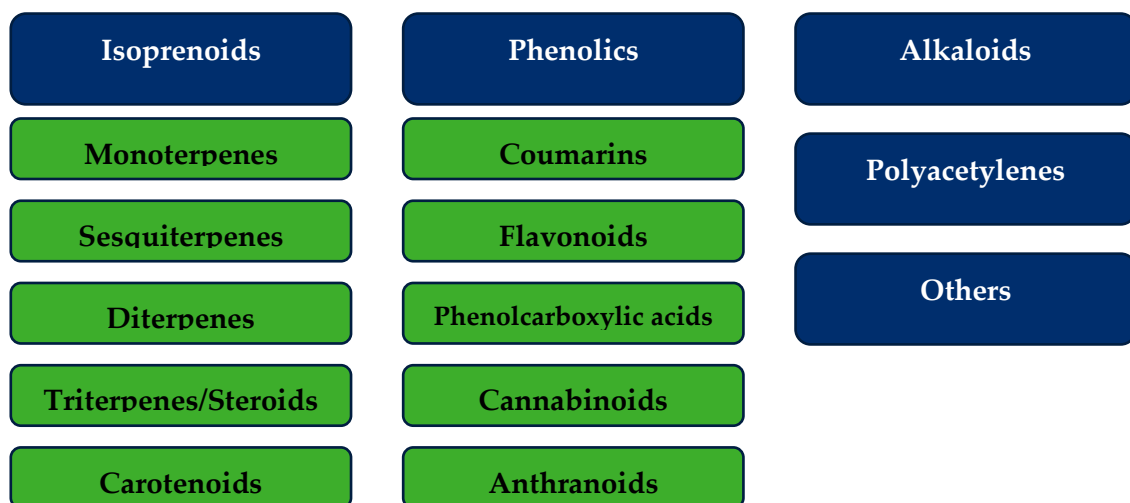 Isoprenoids
Monoterpenes
Sesquiterpenes
Diterpenes
Triterpenes/Steroids
Carotenoids
Phenolics
Coumarins
Flavonoids
Phenolcarboxylic acids
Cannabinoids
Anthranoids
Alkaloids
Polyacetylenes
Others